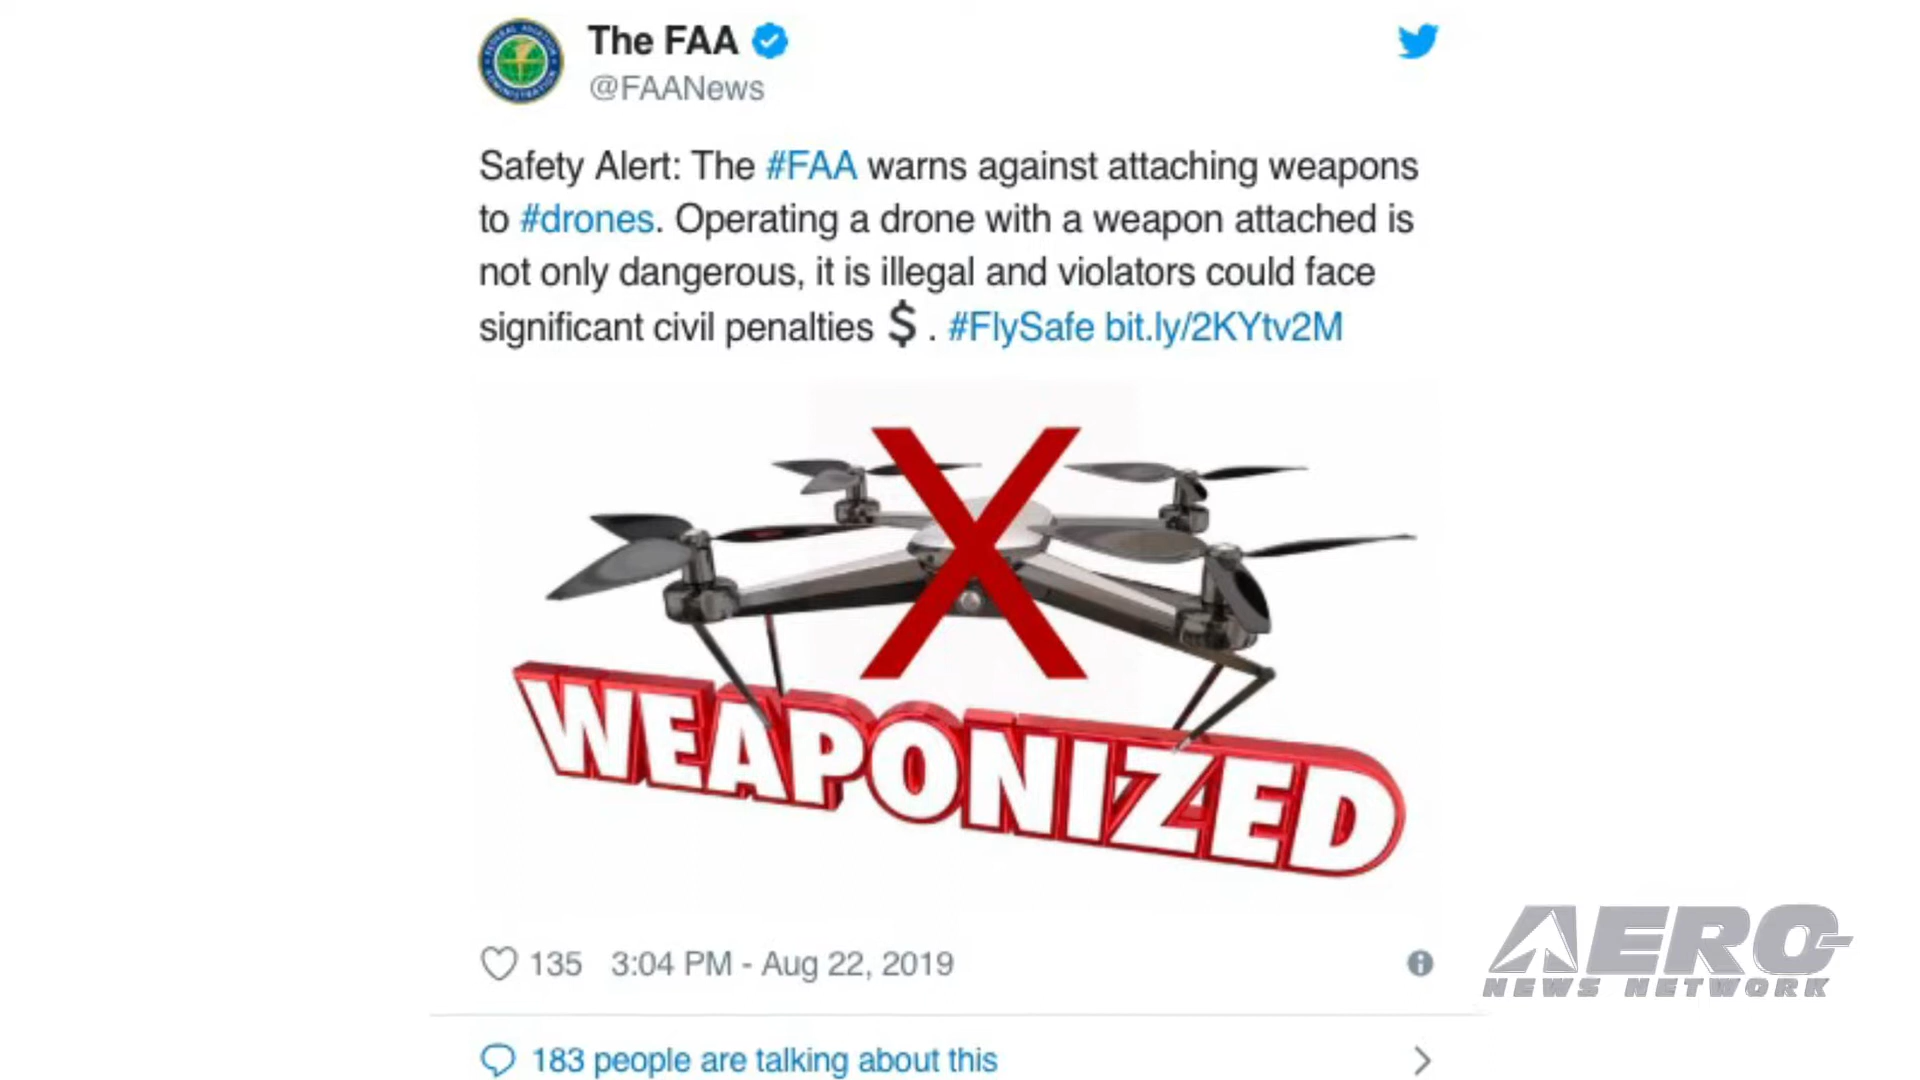 The FAA
@FAANews
Safety Alert: The #FAA warns against attaching weapons
to #drones. Operating a drone with a weapon attached is
not only dangerous, it is illegal and violators could face
significant civil penalties $ . #FlySafe bit.ly/2KYtv2M
X
WEAPONIZED
135 3:04 PM - Aug 22, 2019
AERO
NEWS NETWORK
183 people are talking about this